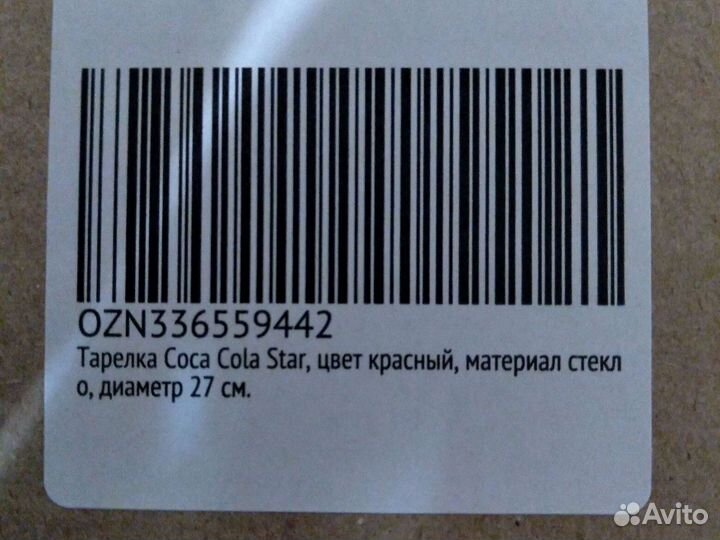 OZN336559442
Тарелка Coca Cola Star, цвет красный, материал стекл
о, диаметр 27 см.
Avito